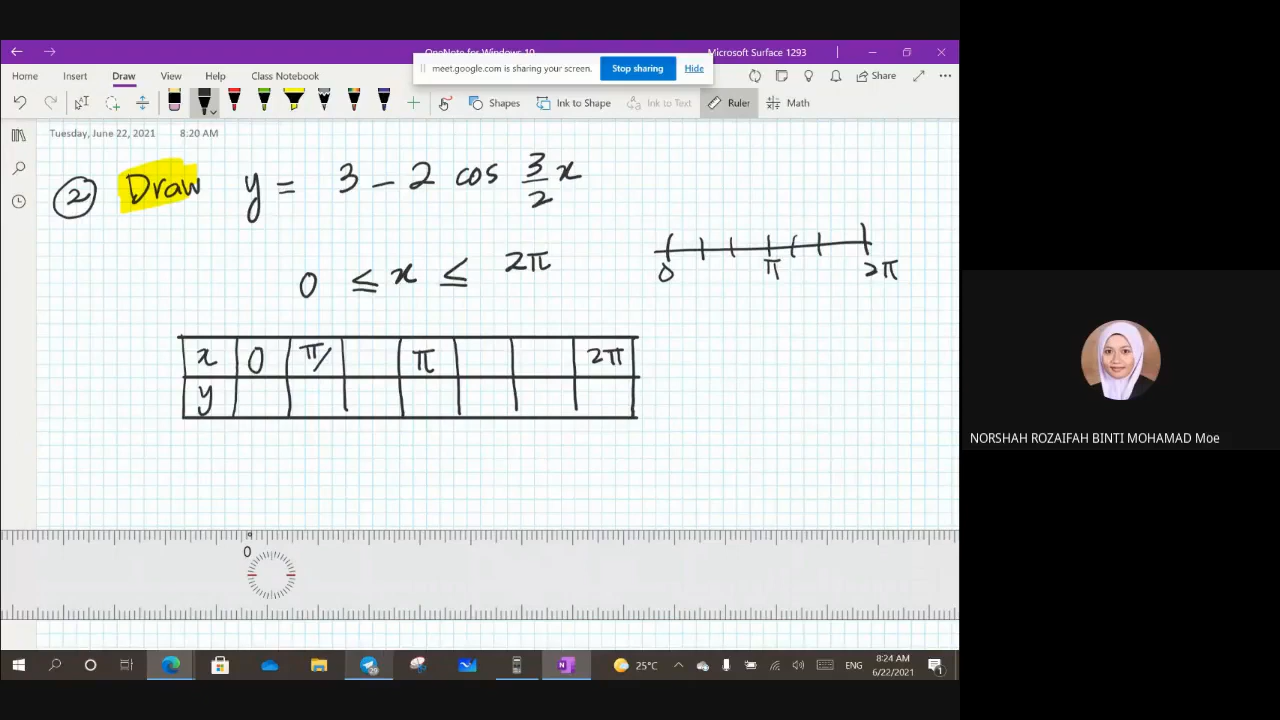 OneNote for Windows 10
Microsoft Surface 1293
meet.google.com is sharing your screen.
Stop sharing
Hide
Home Insert Draw View Help Class Notebook
Share
Shapes Ink to Shape Ink to Text Ruler Math
Tuesday, June 22, 2021 8:20 AM
② Draw y = 3 - 2 cos 3/2 x
0 ≤ x ≤ 2π
0 π 2π
x 0 π/ π 2π
y
0
NORSHAH ROZAIFAH BINTI MOHAMAD Moe
29
25°C
ENG
8:24 AM
6/22/2021
1